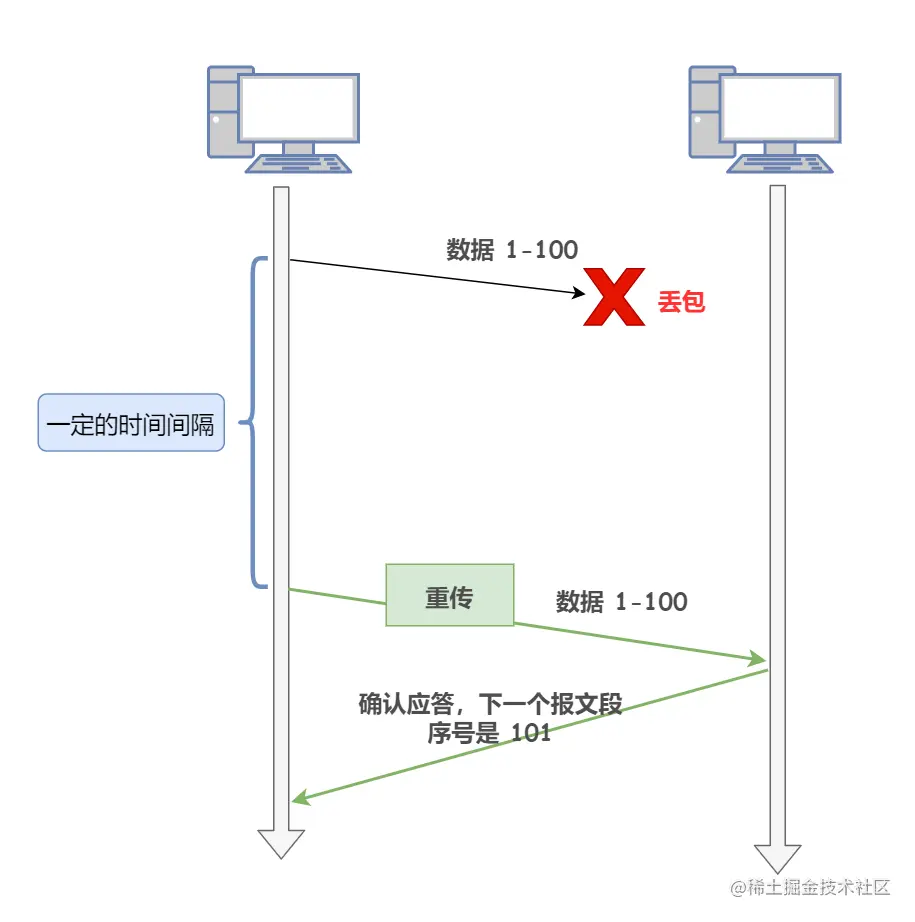 数据 1-100
丢包
一定的时间间隔
重传
数据 1-100
确认应答，下一个报文段
序号是 101
@稀土掘金技术社区